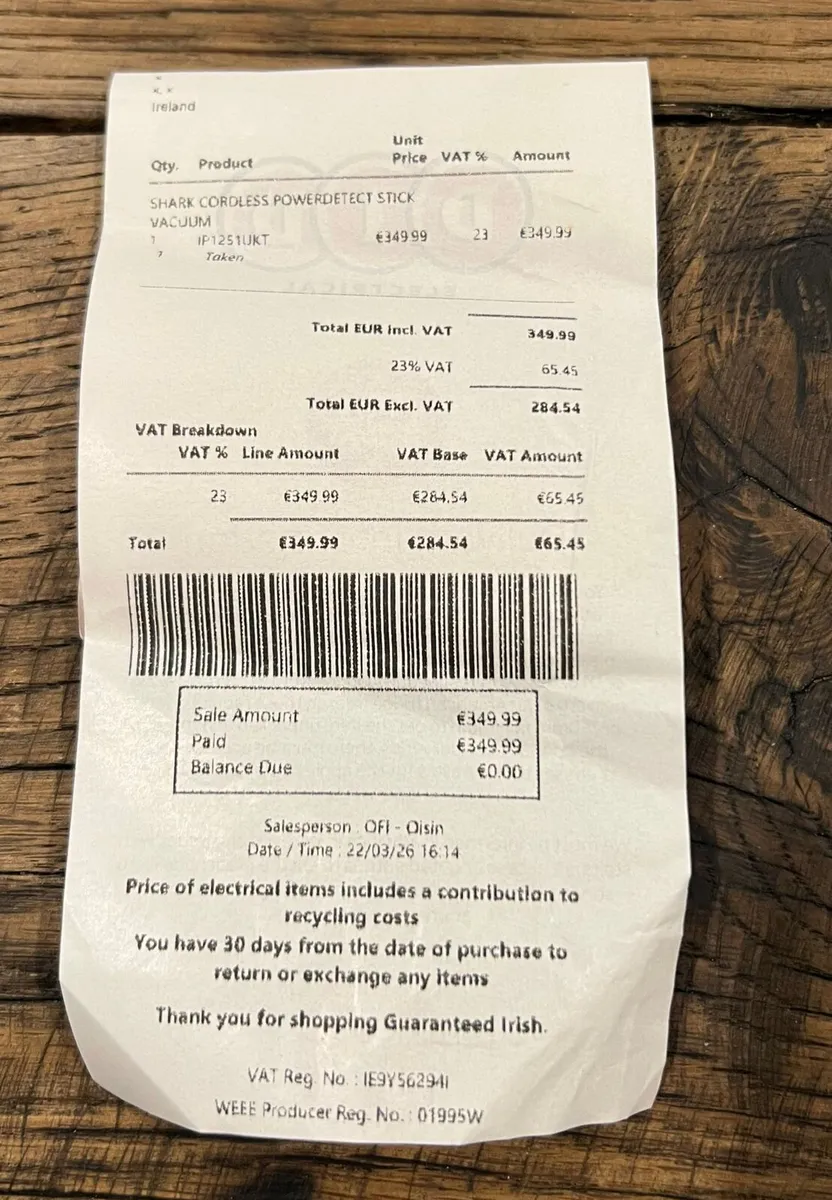 Ireland
Qty. Product Unit Price VAT % Amount
SHARK CORDLESS POWERDETECT STICK
VACUUM
1 IP1251UKT €349.99 23 €349.99
1 Taken
Total EUR Incl. VAT 349.99
23% VAT 65.45
Total EUR Excl. VAT 284.54
VAT Breakdown
VAT % Line Amount VAT Base VAT Amount
23 €349.99 €284.54 €65.45
Total €349.99 €284.54 €65.45
Sale Amount €349.99
Paid €349.99
Balance Due €0.00
Salesperson : OFI - Oisin
Date / Time : 22/03/26 16:14
Price of electrical items includes a contribution to
recycling costs
You have 30 days from the date of purchase to
return or exchange any items
Thank you for shopping Guaranteed Irish.
VAT Reg. No. : IE9Y56294I
WEEE Producer Reg. No. : 01995W